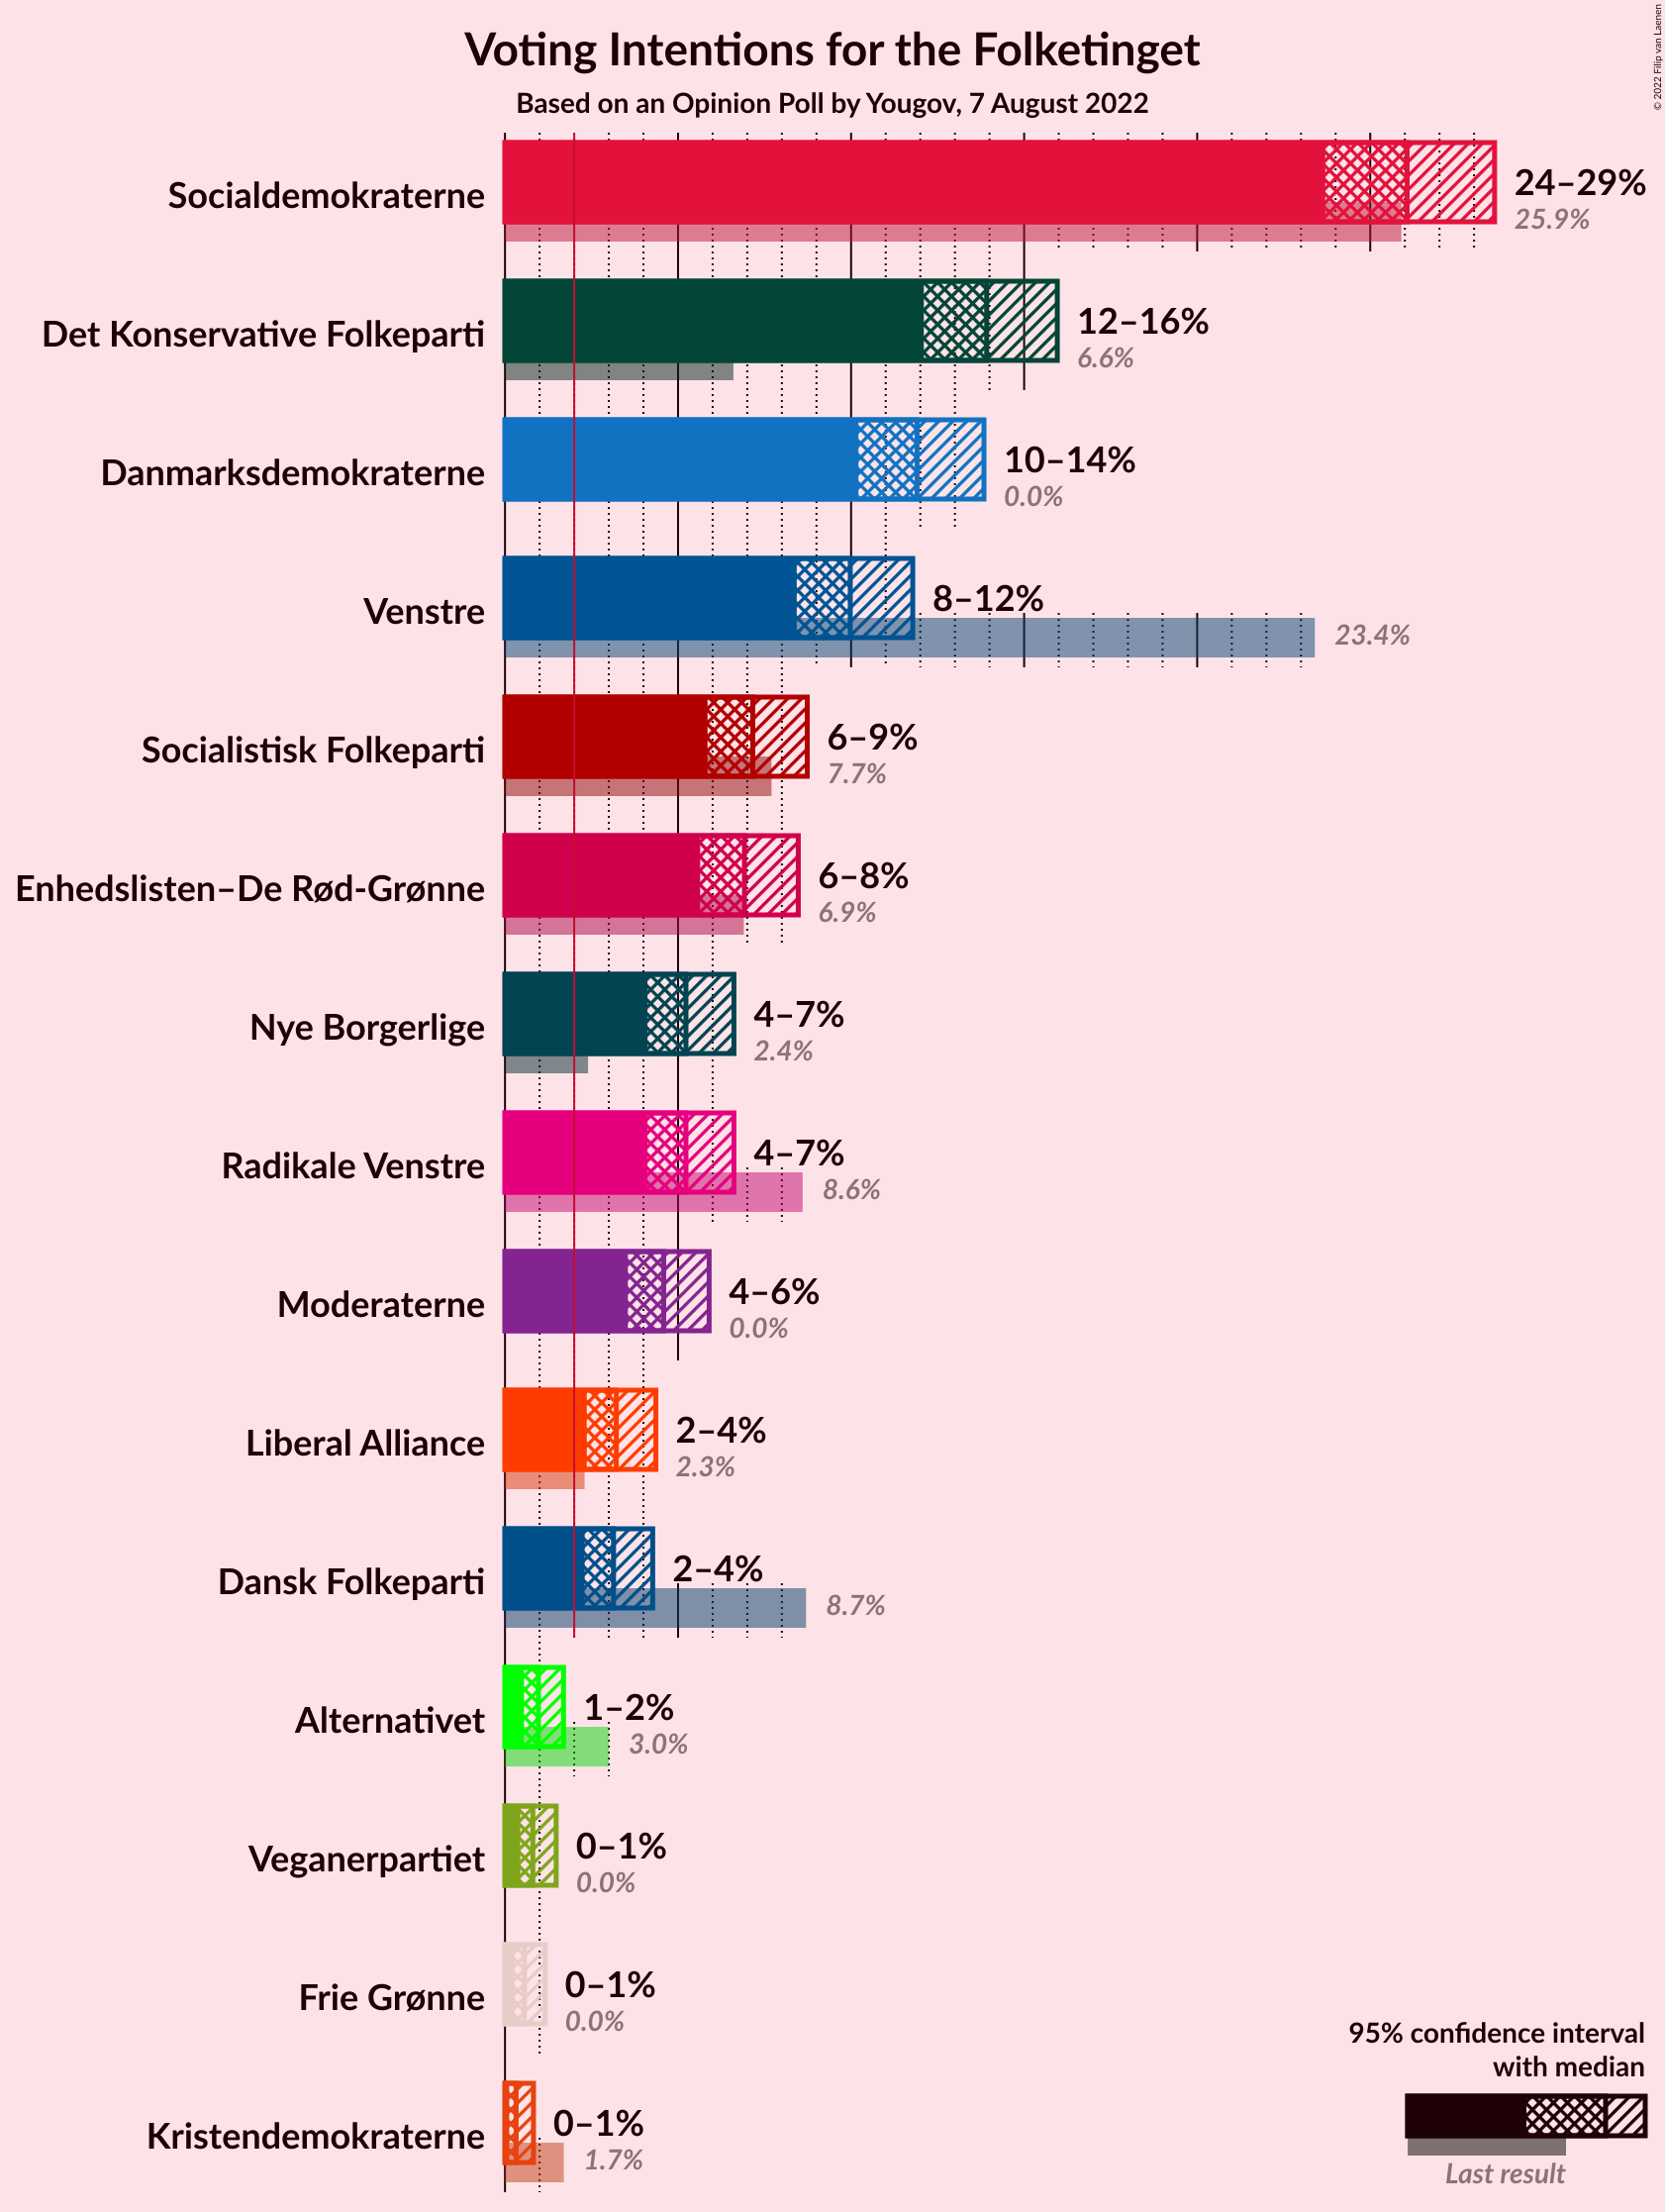 Voting Intentions for the Folketinget
Based on an Opinion Poll by Yougov, 7 August 2022
© 2022 Filip van Laenen
Socialdemokraterne
24–29%
25.9%
Det Konservative Folkeparti
12–16%
6.6%
Danmarksdemokraterne
10–14%
0.0%
Venstre
8–12%
23.4%
Socialistisk Folkeparti
6–9%
7.7%
Enhedslisten–De Rød-Grønne
6–8%
6.9%
Nye Borgerlige
4–7%
2.4%
Radikale Venstre
4–7%
8.6%
Moderaterne
4–6%
0.0%
Liberal Alliance
2–4%
2.3%
Dansk Folkeparti
2–4%
8.7%
Alternativet
1–2%
3.0%
Veganerpartiet
0–1%
0.0%
Frie Grønne
0–1%
0.0%
Kristendemokraterne
0–1%
1.7%
95% confidence interval
with median
Last result